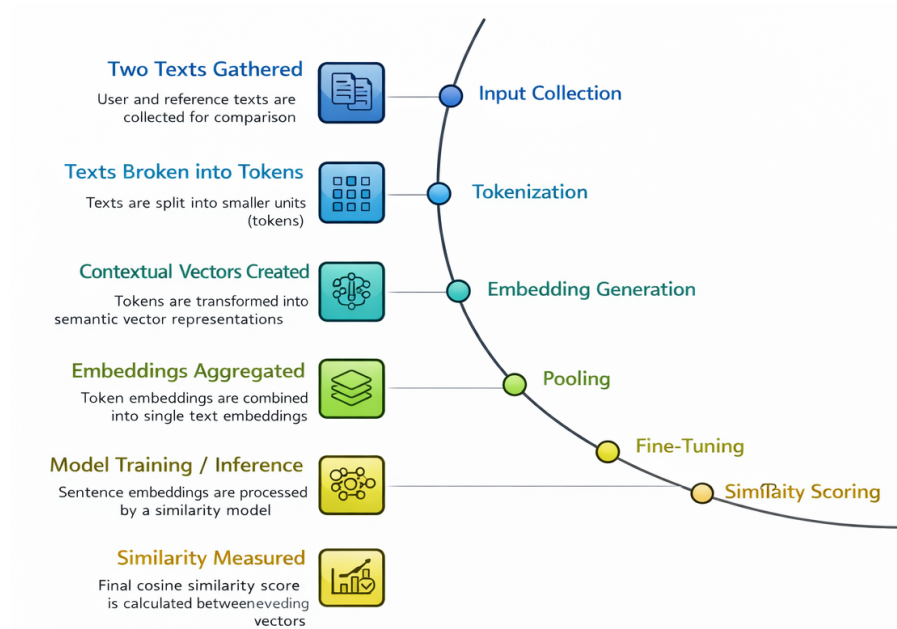 Two Texts Gathered
User and reference texts are
collected for comparison
Input Collection
Texts Broken into Tokens
Texts are split into smaller units
(tokens)
Tokenization
Contextual Vectors Created
Tokens are transformed into
semantic vector representations
Embedding Generation
Embeddings Aggregated
Token embeddings are combined
into single text embeddings
Pooling
Fine-Tuning
Model Training / Inference
Sentence embeddings are processed
by a similarity model
Scoring
Similarity Measured
Final cosine similarity score
is calculated betweeneveding
vectors